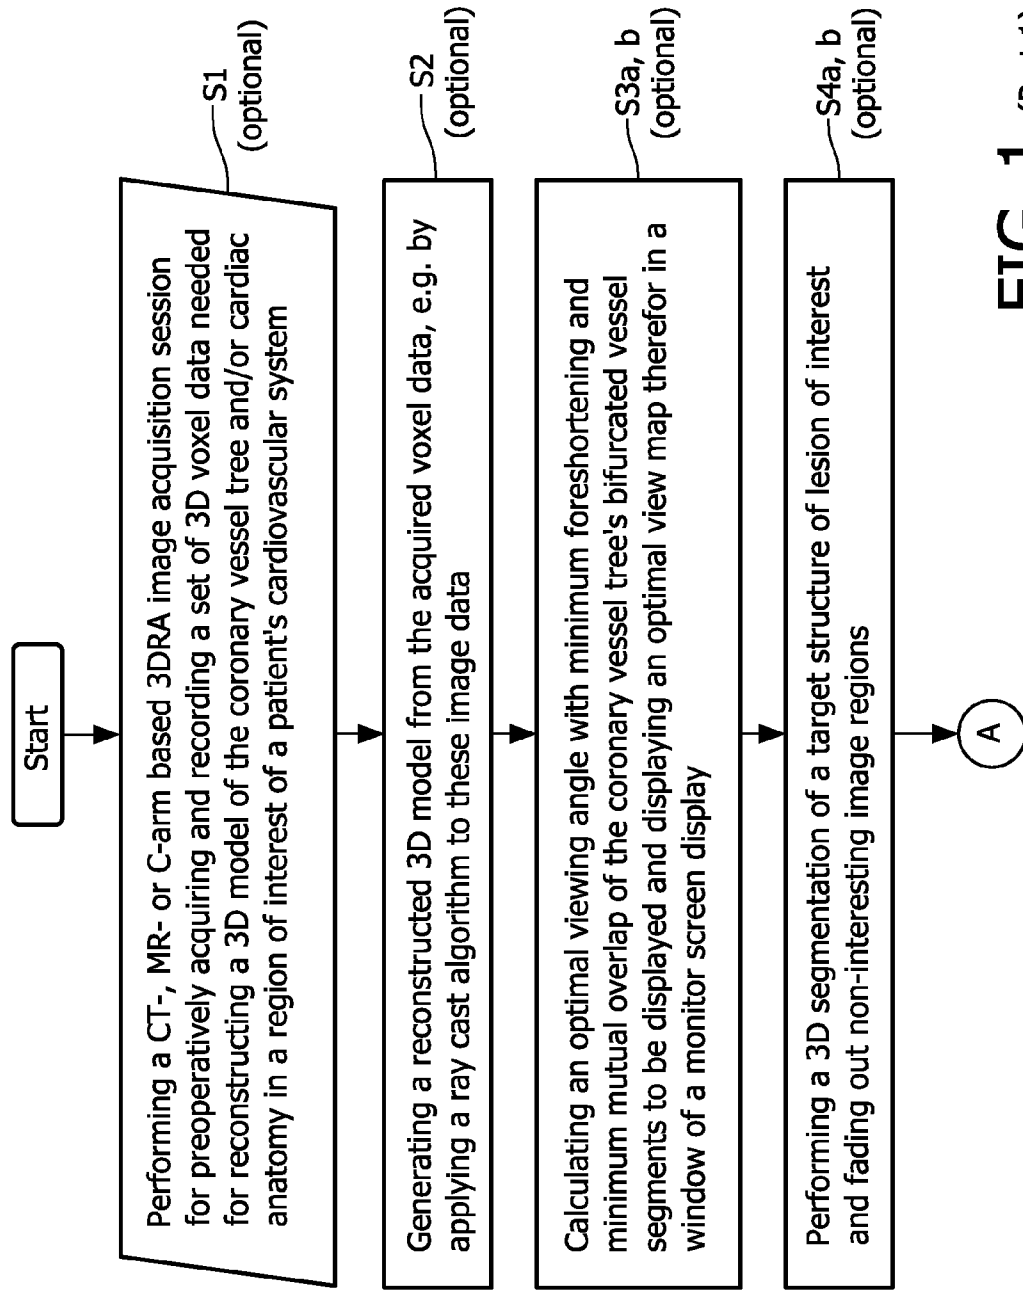 Start
Performing a CT-, MR- or C-arm based 3DRA image acquisition session
for preoperatively acquiring and recording a set of 3D voxel data needed
for reconstructing a 3D model of the coronary vessel tree and/or cardiac
anatomy in a region of interest of a patient's cardiovascular system
S1
(optional)
Generating a reconstructed 3D model from the acquired voxel data, e.g. by
applying a ray cast algorithm to these image data
S2
(optional)
Calculating an optimal viewing angle with minimum foreshortening and
minimum mutual overlap of the coronary vessel tree's bifurcated vessel
segments to be displayed and displaying an optimal view map therefor in a
window of a monitor screen display
S3a, b
(optional)
Performing a 3D segmentation of a target structure of lesion of interest
and fading out non-interesting image regions
S4a, b
(optional)
A
FIG. 1